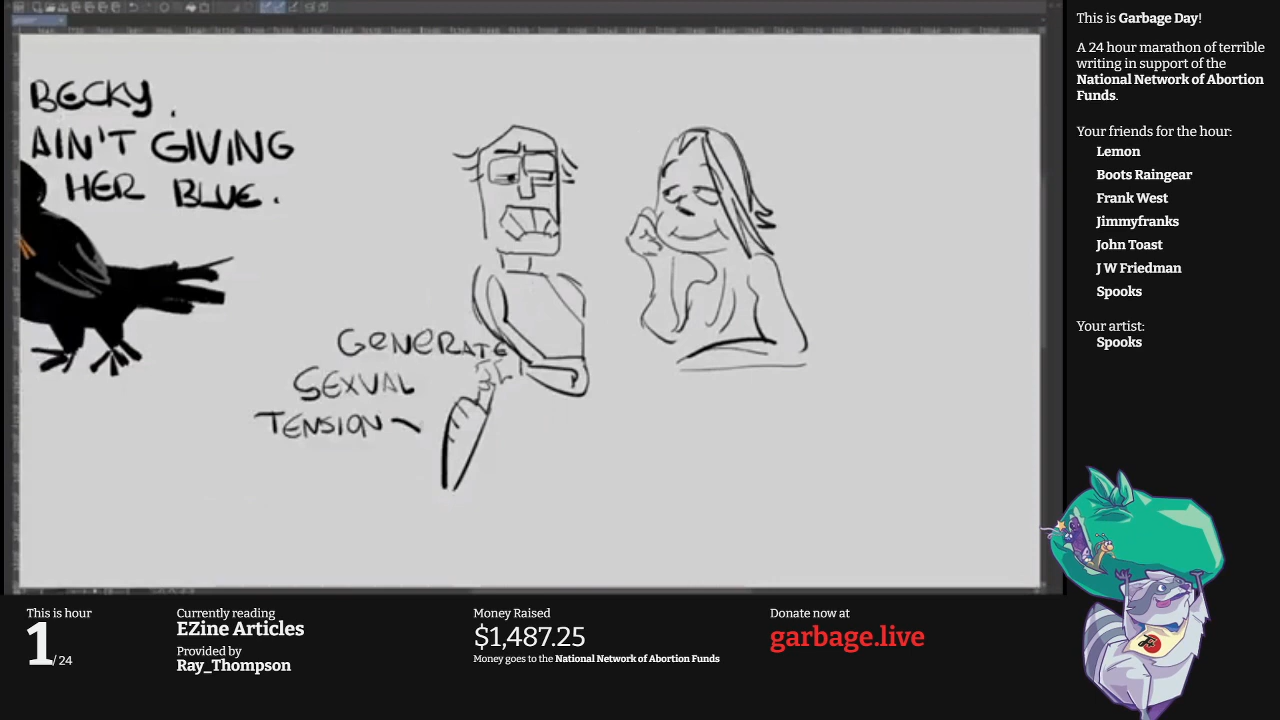 BECKY.
AIN'T GIVING
HER BLUE.
GENERATE
SEXUAL
TENSION
This is Garbage Day!
A 24 hour marathon of terrible
writing in support of the
National Network of Abortion
Funds.
Your friends for the hour:
Lemon
Boots Raingear
Frank West
Jimmyfranks
John Toast
J W Friedman
Spooks
Your artist:
Spooks
This is hour
1 / 24
Currently reading
EZine Articles
Provided by
Ray_Thompson
Money Raised
$1,487.25
Money goes to the National Network of Abortion Funds
Donate now at
garbage.live